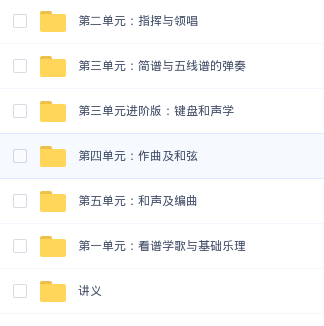 第二单元：指挥与领唱
第三单元：简谱与五线谱的弹奏
第三单元进阶版：键盘和声学
第四单元：作曲及和弦
第五单元：和声及编曲
第一单元：看谱学歌与基础乐理
讲义